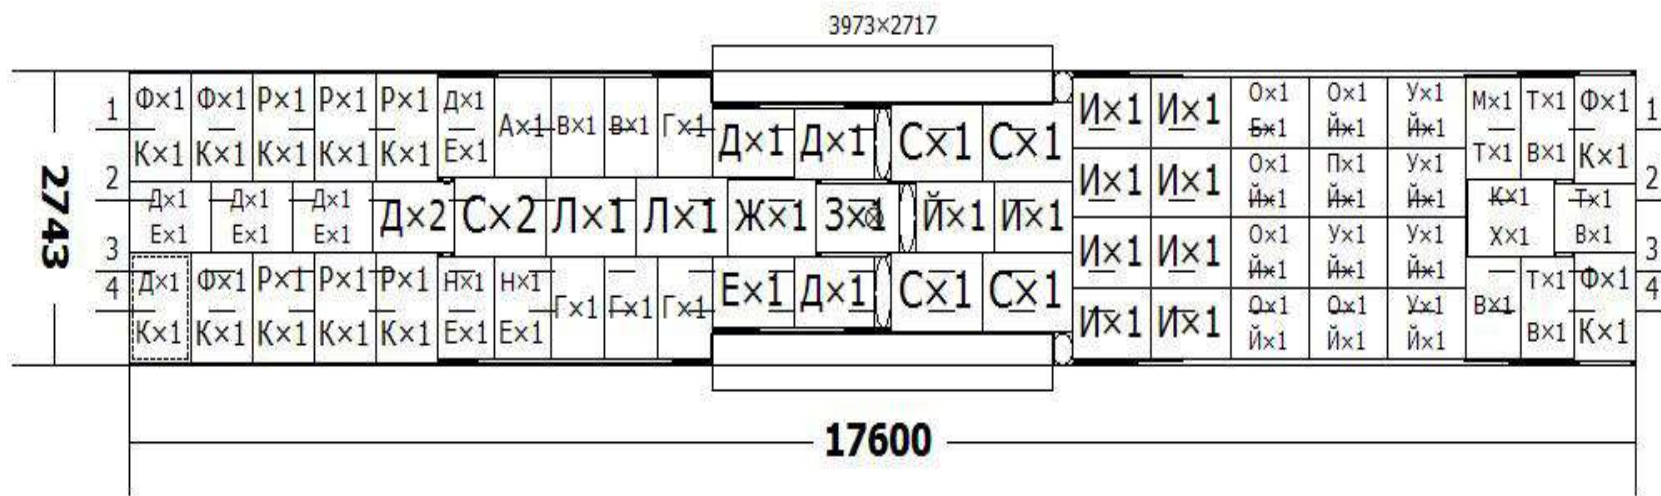 3973×2717
1 Ф×1 Ф×1 Р×1 Р×1 Р×1 Д×1 А×1 В×1 В×1 Г×1 И×1 И×1 О×1 О×1 У×1 М×1 Т×1 Ф×1 1
К×1 К×1 К×1 К×1 К×1 Е×1 Д×1 Д×1 С×1 С×1 Б×1 Й×1 Й×1 Т×1 В×1 К×1
2 Д×1 Д×1 Д×1 Д×2 С×2 Л×1 Л×1 Ж×1 З×1 Й×1 И×1 И×1 И×1 О×1 П×1 У×1 К×1 Т×1 2
Е×1 Е×1 Е×1 Й×1 Й×1 Й×1 Х×1 В×1
3 И×1 И×1 О×1 У×1 У×1 3
Й×1 Й×1 Й×1
4 Д×1 Ф×1 Р×1 Р×1 Р×1 Н×1 Н×1 Г×1 Г×1 Г×1 Е×1 Д×1 С×1 С×1 В×1 Т×1 Ф×1 4
К×1 К×1 К×1 К×1 К×1 Е×1 Е×1 И×1 И×1 О×1 О×1 У×1 В×1 К×1
Й×1 Й×1 Й×1
2743
17600